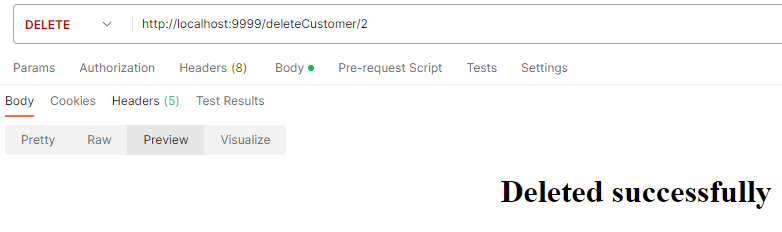 DELETE http://localhost:9999/deleteCustomer/2
Params Authorization Headers (8) Body Pre-request Script Tests Settings
Body Cookies Headers (5) Test Results
Pretty Raw Preview Visualize
Deleted successfully